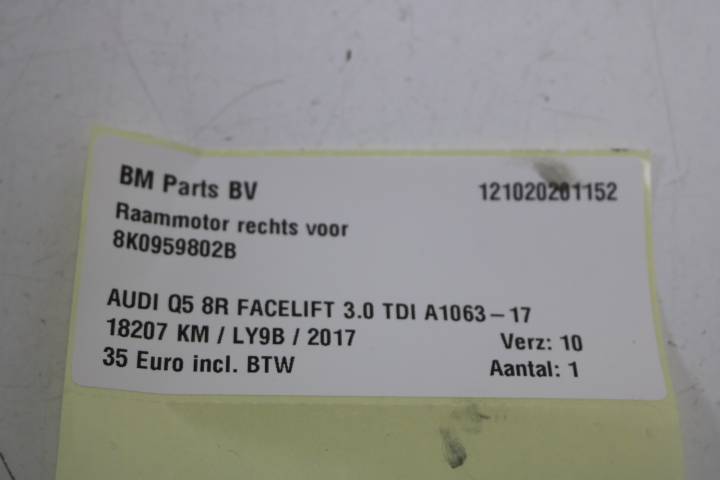 BM Parts BV 121020201152
Raammotor rechts voor
8K0959802B
AUDI Q5 8R FACELIFT 3.0 TDI A1063-17
18207 KM / LY9B / 2017 Verz: 10
35 Euro incl. BTW Aantal: 1